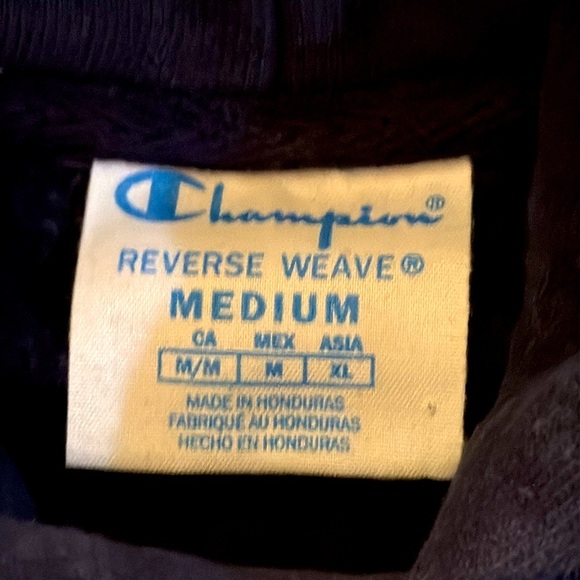 Champion®
REVERSE WEAVE®
MEDIUM
CA MEX ASIA
M/M M XL
MADE IN HONDURAS
FABRIQUÉ AU HONDURAS
HECHO EN HONDURAS